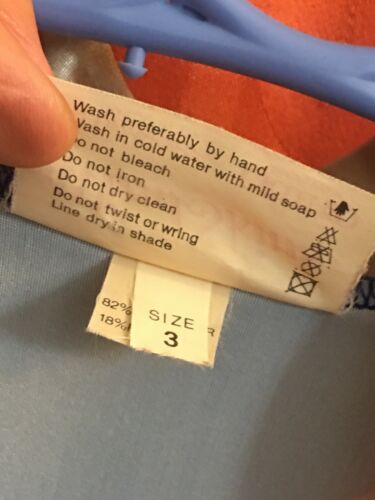 Wash preferably by hand
Wash in cold water with mild soap
Do not bleach
Do not iron
Do not dry clean
Do not twist or wring
Line dry in shade
82%
18%
R
SIZE
3